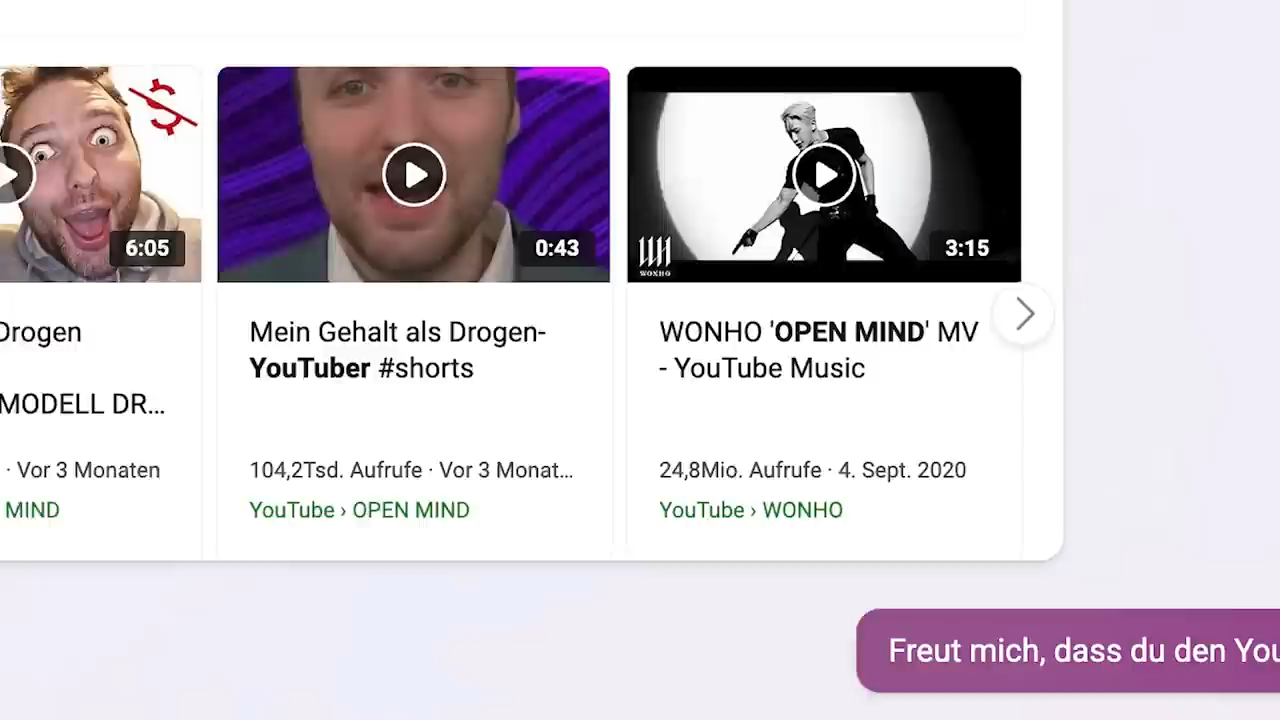 6:05
0:43
WONHO
3:15
Drogen
MODELL DR…
· Vor 3 Monaten
MIND
Mein Gehalt als Drogen-
YouTuber #shorts
104,2Tsd. Aufrufe · Vor 3 Monat…
YouTube › OPEN MIND
WONHO 'OPEN MIND' MV
- YouTube Music
24,8Mio. Aufrufe · 4. Sept. 2020
YouTube › WONHO
Freut mich, dass du den You